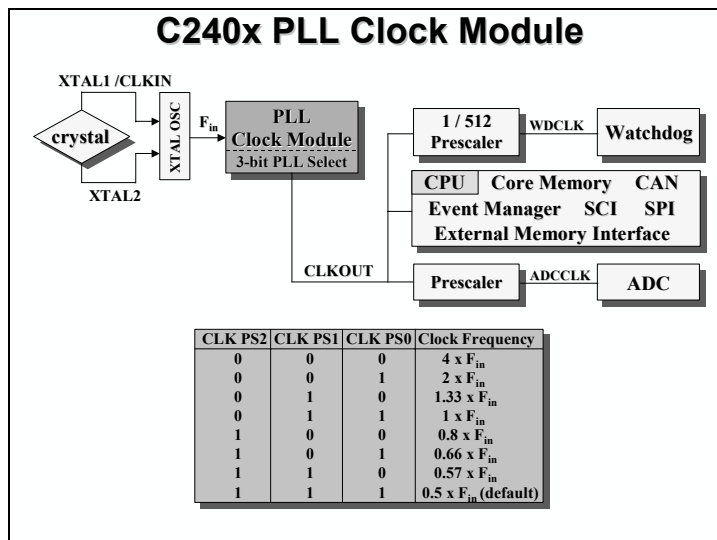 C240x PLL Clock Module
XTAL1 /CLKIN
crystal
XTAL2
XTAL OSC
Fin
PLL
Clock Module
3-bit PLL Select
CLKOUT
1 / 512
Prescaler
WDCLK
Watchdog
CPU Core Memory CAN
Event Manager SCI SPI
External Memory Interface
Prescaler
ADCCLK
ADC
CLK PS2 CLK PS1 CLK PS0 Clock Frequency
0 0 0 4 x Fin
0 0 1 2 x Fin
0 1 0 1.33 x Fin
0 1 1 1 x Fin
1 0 0 0.8 x Fin
1 0 1 0.66 x Fin
1 1 0 0.57 x Fin
1 1 1 0.5 x Fin (default)